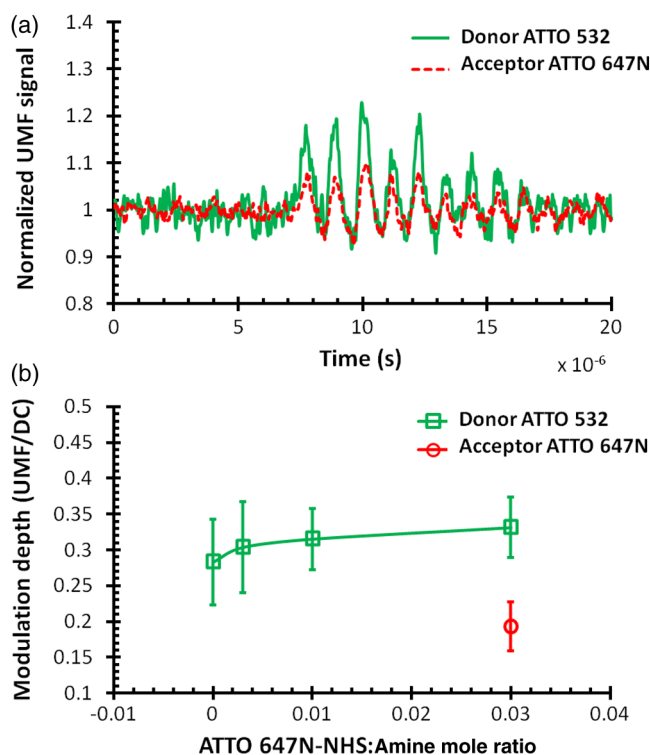 (a)
1.4
1.3
1.2
1.1
1
0.9
0.8
Normalized UMF signal
Donor ATTO 532
Acceptor ATTO 647N
0 5 10 15 20
Time (s)
x 10-6
(b)
0.5
0.45
0.4
0.35
0.3
0.25
0.2
0.15
0.1
Modulation depth (UMF/DC)
Donor ATTO 532
Acceptor ATTO 647N
-0.01 0 0.01 0.02 0.03 0.04
ATTO 647N-NHS:Amine mole ratio